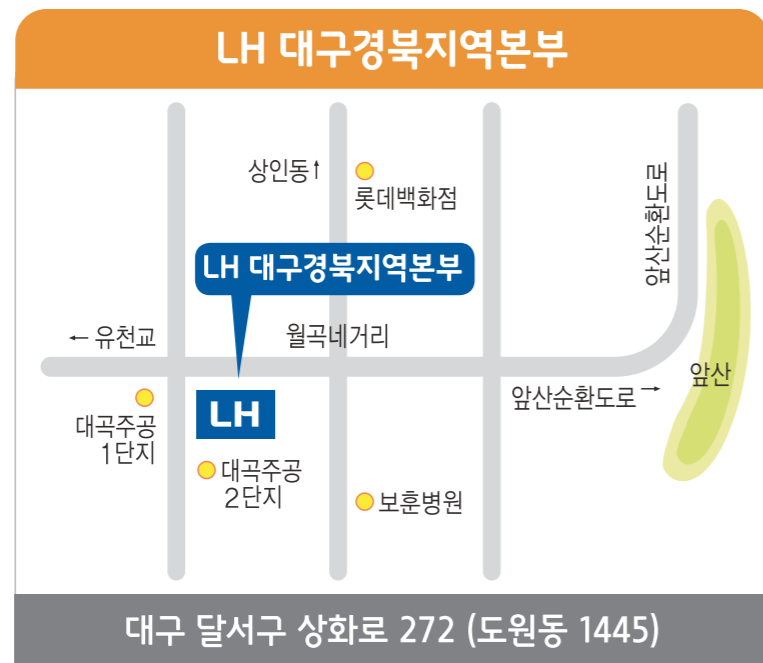 LH 대구경북지역본부
상인동↑
롯데백화점
앞산순환도로
LH 대구경북지역본부
← 유천교
월곡네거리
앞산
앞산순환도로 →
대곡주공
1단지
LH
대곡주공
2단지
보훈병원
대구 달서구 상화로 272 (도원동 1445)